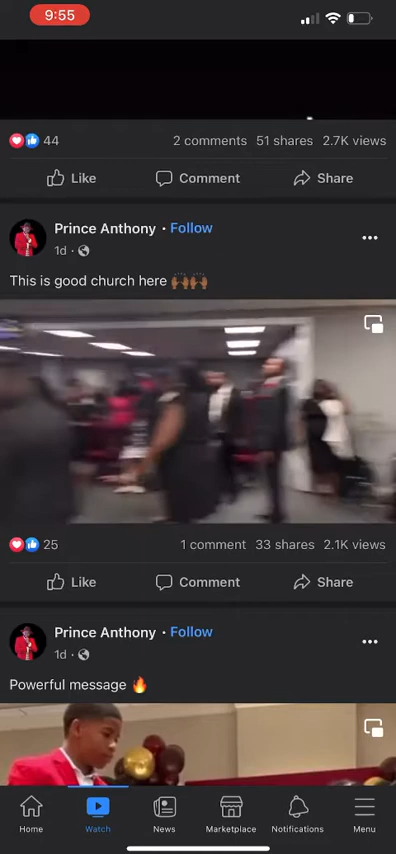 9:55
44 2 comments 51 shares 2.7K views
Like Comment Share
Prince Anthony · Follow
1d ·
This is good church here 🙌🏾🙌🏾
25 1 comment 33 shares 2.1K views
Like Comment Share
Prince Anthony · Follow
1d ·
Powerful message 🔥
Home Watch News Marketplace Notifications Menu